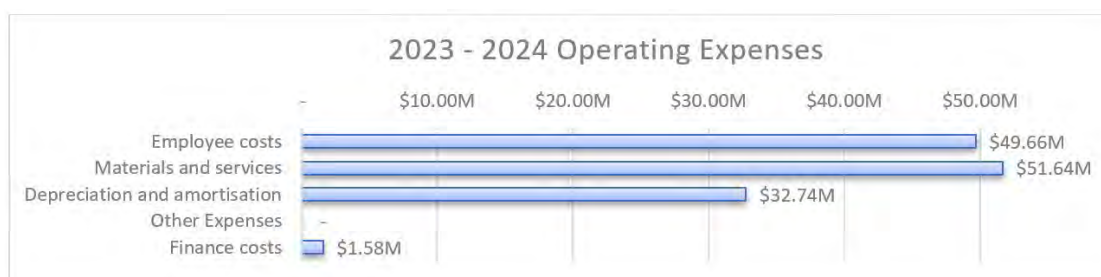 2023 - 2024 Operating Expenses
- $10.00M $20.00M $30.00M $40.00M $50.00M
Employee costs $49.66M
Materials and services $51.64M
Depreciation and amortisation $32.74M
Other Expenses -
Finance costs $1.58M